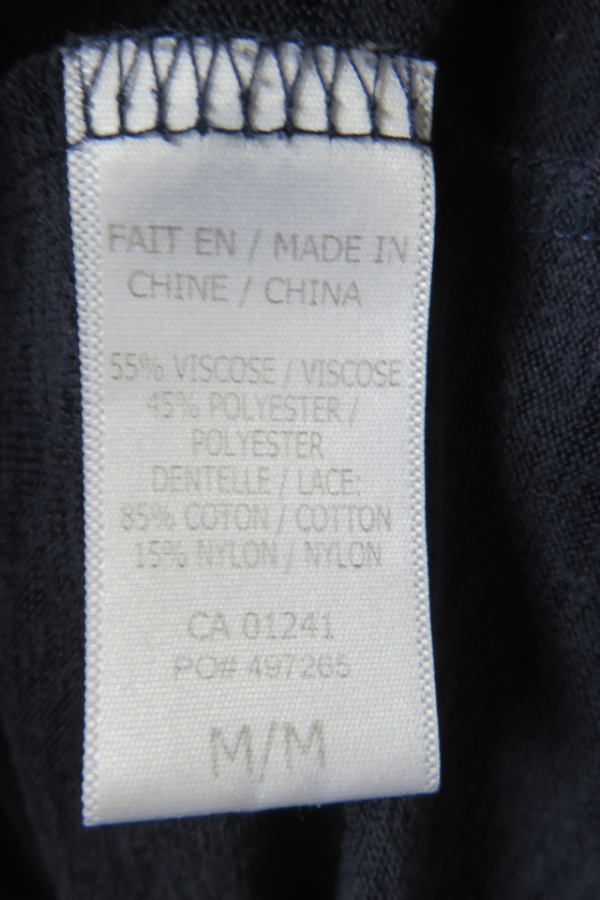 FAIT EN / MADE IN
CHINE / CHINA
55% VISCOSE / VISCOSE
45% POLYESTER /
POLYESTER
DENTELLE / LACE:
85% COTON / COTTON
15% NYLON / NYLON
CA 01241
PO# 497265
M/M